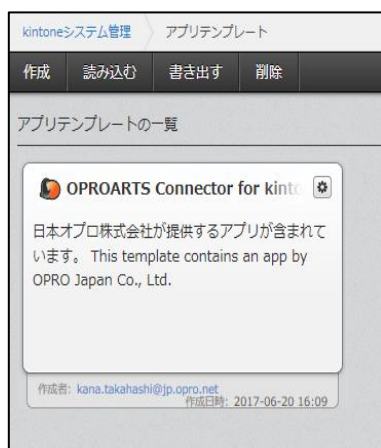 kintoneシステム管理 アプリテンプレート
作成 読み込む 書き出す 削除
アプリテンプレートの一覧
OPROARTS Connector for kinto
日本オプロ株式会社が提供するアプリが含まれて
います。 This template contains an app by
OPRO Japan Co., Ltd.
作成者: kana.takahashi@jp.opro.net
作成日時: 2017-06-20 16:09